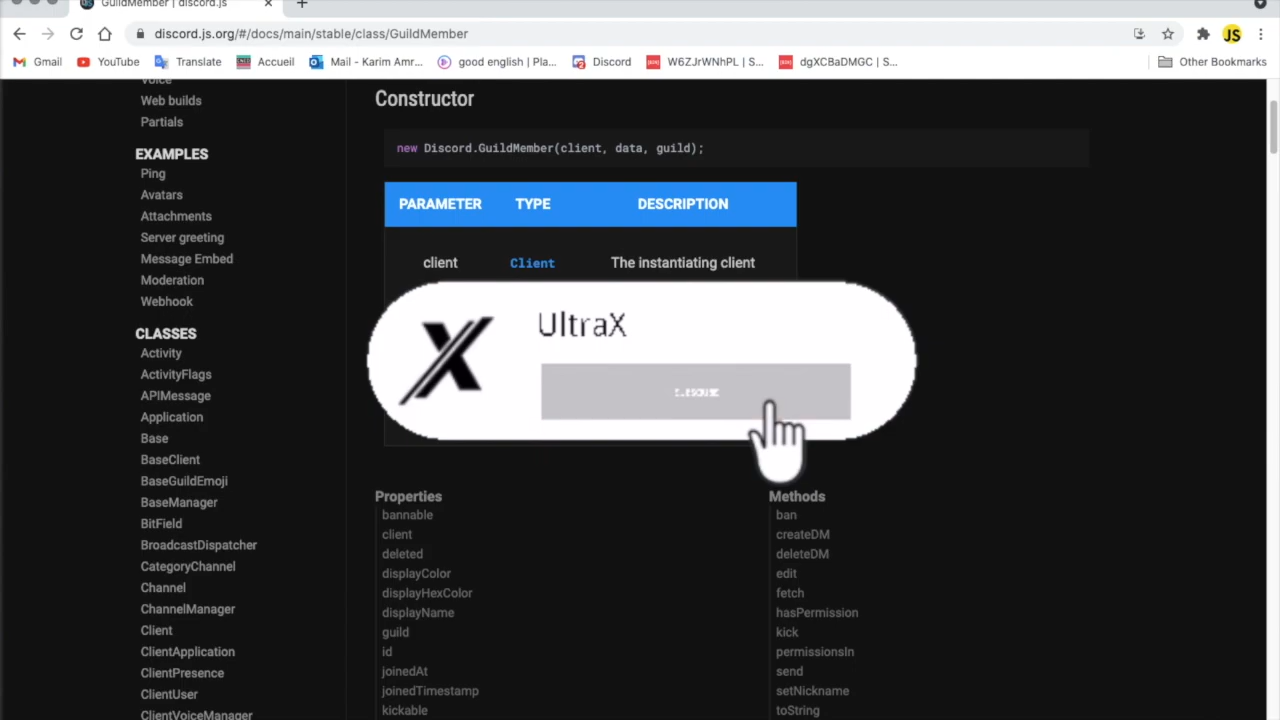 GuildMember | discord.js
discord.js.org/#/docs/main/stable/class/GuildMember
JS
Gmail YouTube Translate Accueil Mail - Karim Amr... good english | Pla... Discord W6ZJrWNhPL | S... dgXCBaDMGC | S... Other Bookmarks
Voice
Web builds
Partials
EXAMPLES
Ping
Avatars
Attachments
Server greeting
Message Embed
Moderation
Webhook
CLASSES
Activity
ActivityFlags
APIMessage
Application
Base
BaseClient
BaseGuildEmoji
BaseManager
BitField
BroadcastDispatcher
CategoryChannel
Channel
ChannelManager
Client
ClientApplication
ClientPresence
ClientUser
ClientVoiceManager
Constructor
new Discord.GuildMember(client, data, guild);
PARAMETER TYPE DESCRIPTION
client Client The instantiating client
X UltraX
Properties
bannable
client
deleted
displayColor
displayHexColor
displayName
guild
id
joinedAt
joinedTimestamp
kickable
Methods
ban
createDM
deleteDM
edit
fetch
hasPermission
kick
permissionsIn
send
setNickname
toString